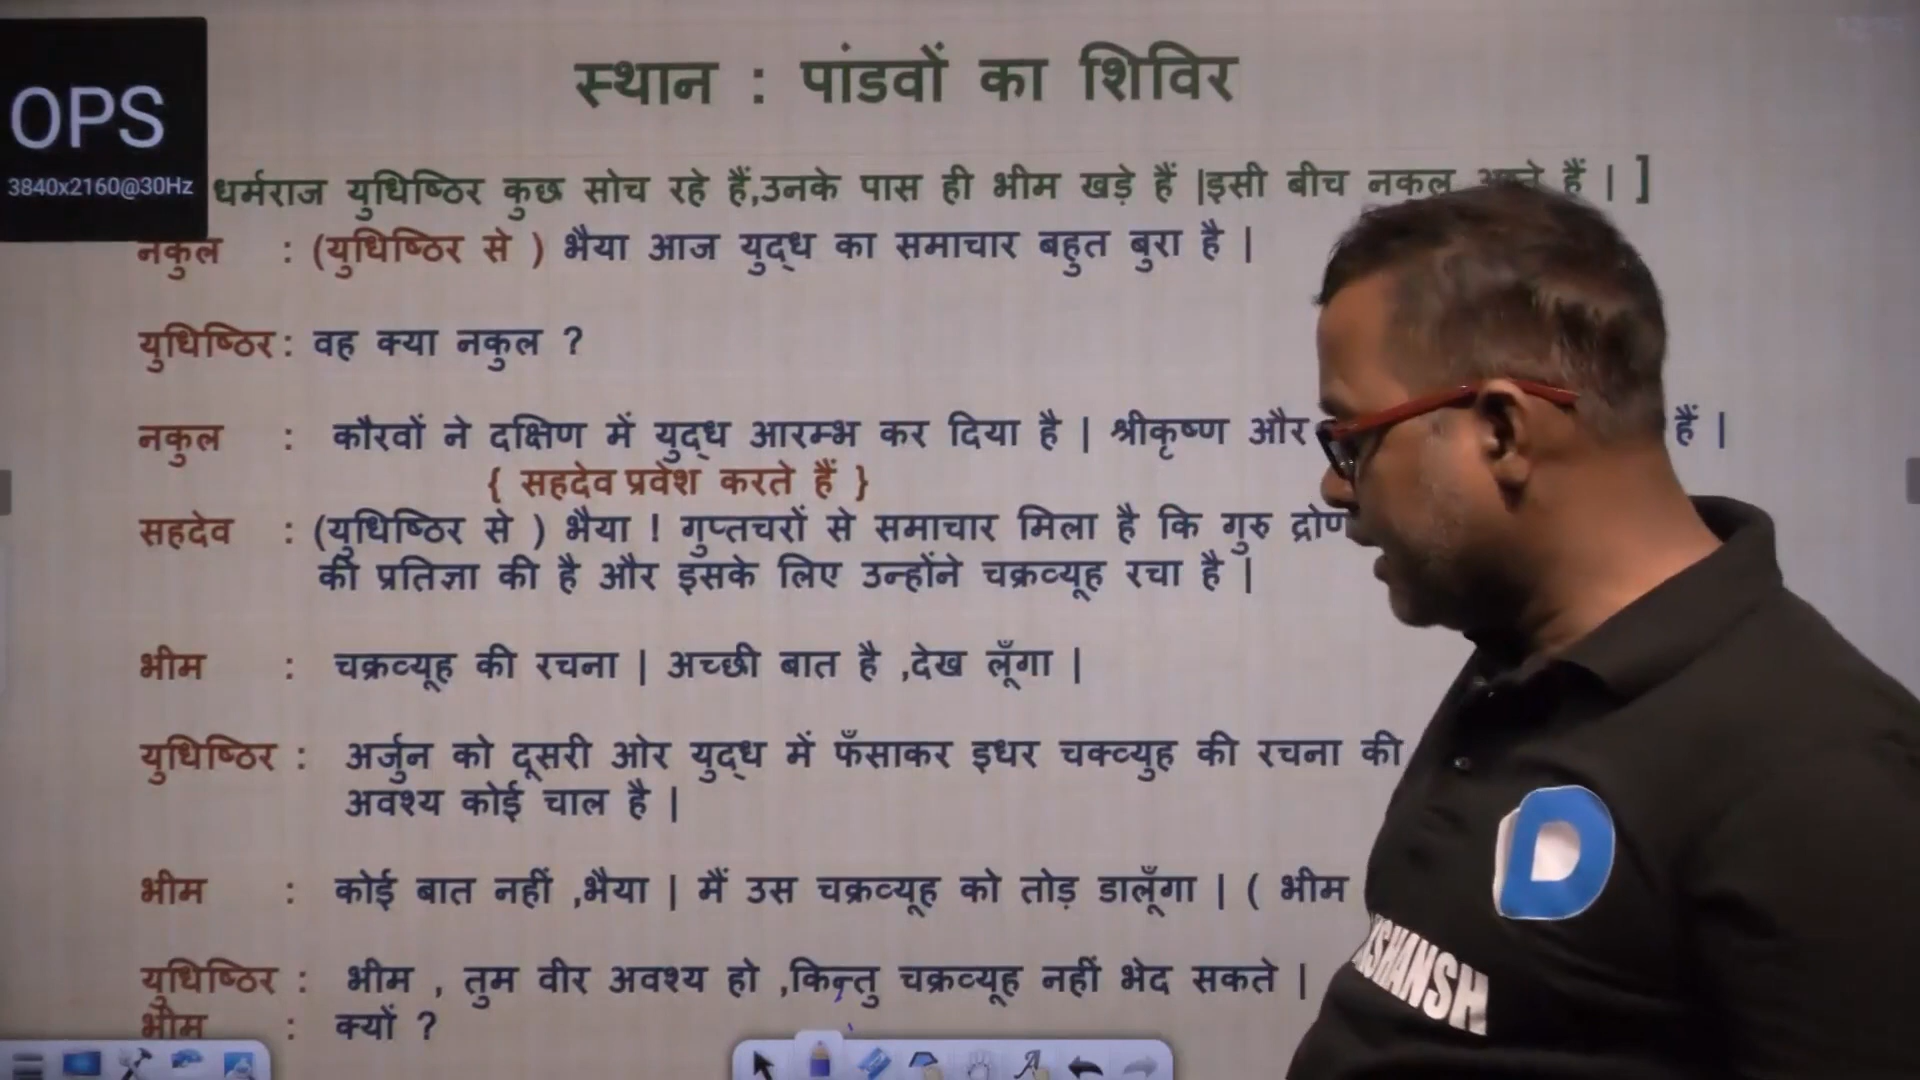 OPS
3840x2160@30Hz
स्थान : पांडवों का शिविर
धर्मराज युधिष्ठिर कुछ सोच रहे हैं,उनके पास ही भीम खड़े हैं |इसी बीच नकुल हैं | ]
नकुल : (युधिष्ठिर से ) भैया आज युद्ध का समाचार बहुत बुरा है |
युधिष्ठिर : वह क्या नकुल ?
नकुल : कौरवों ने दक्षिण में युद्ध आरम्भ कर दिया है | श्रीकृष्ण और हैं |
{ सहदेव प्रवेश करते हैं }
सहदेव : (युधिष्ठिर से ) भैया ! गुप्तचरों से समाचार मिला है कि गुरु द्रोण
की प्रतिज्ञा की है और इसके लिए उन्होंने चक्रव्यूह रचा है |
भीम : चक्रव्यूह की रचना | अच्छी बात है ,देख लूँगा |
युधिष्ठिर : अर्जुन को दूसरी ओर युद्ध में फँसाकर इधर चक्व्युह की रचना की
अवश्य कोई चाल है |
भीम : कोई बात नहीं ,भैया | मैं उस चक्रव्यूह को तोड़ डालूँगा | ( भीम
युधिष्ठिर : भीम , तुम वीर अवश्य हो ,किन्तु चक्रव्यूह नहीं भेद सकते |
भीम : क्यों ?
D
KSHANSH